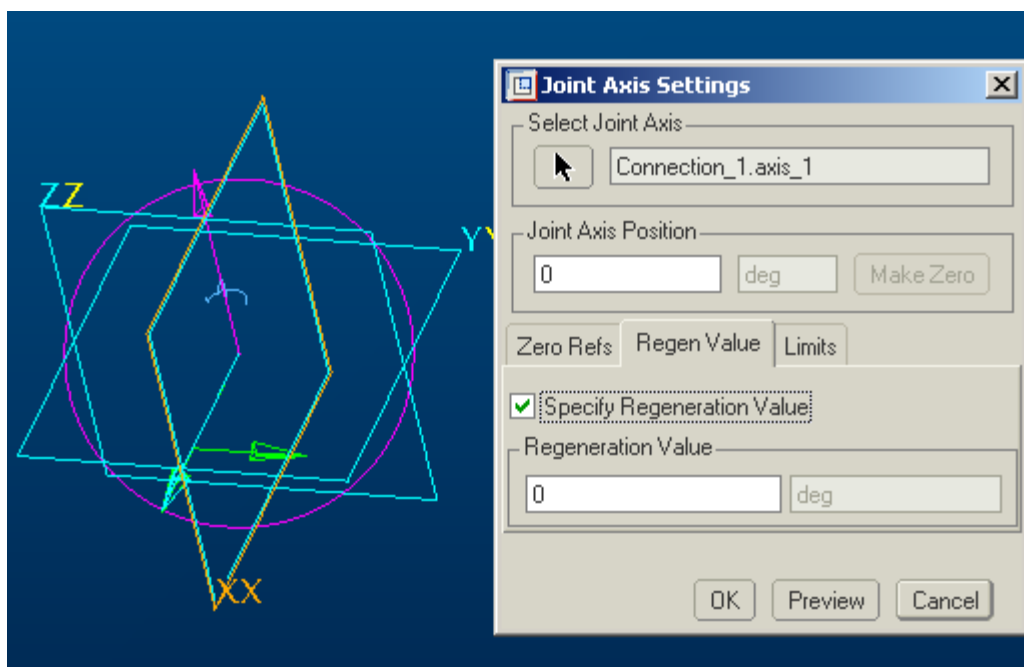 Joint Axis Settings
Select Joint Axis
Connection_1.axis_1
Joint Axis Position
0 deg Make Zero
Zero Refs Regen Value Limits
Specify Regeneration Value
Regeneration Value
0 deg
OK Preview Cancel
ZZ
YY
XX